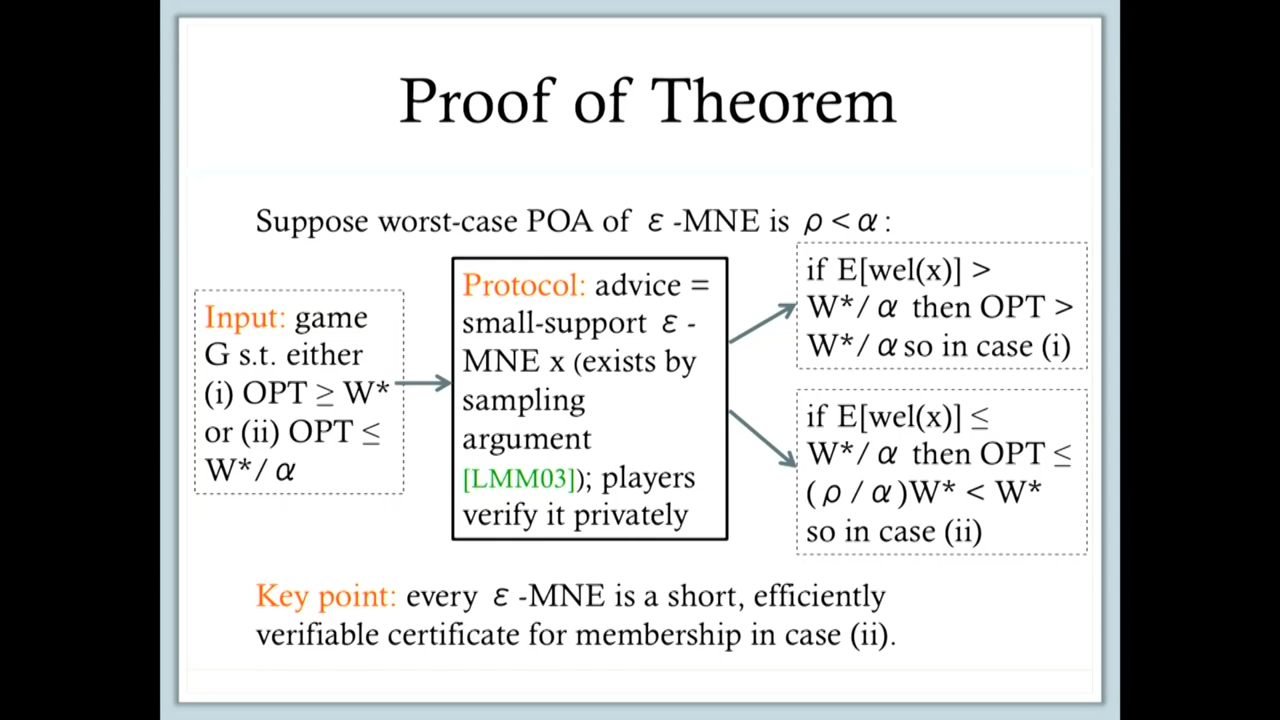 Proof of Theorem
Suppose worst-case POA of ε-MNE is ρ < α:
Input: game
G s.t. either
(i) OPT ≥ W*
or (ii) OPT ≤
W*/α
Protocol: advice =
small-support ε-
MNE x (exists by
sampling
argument
[LMM03]); players
verify it privately
if E[wel(x)] >
W*/α then OPT >
W*/α so in case (i)
if E[wel(x)] ≤
W*/α then OPT ≤
(ρ/α)W* < W*
so in case (ii)
Key point: every ε-MNE is a short, efficiently
verifiable certificate for membership in case (ii).